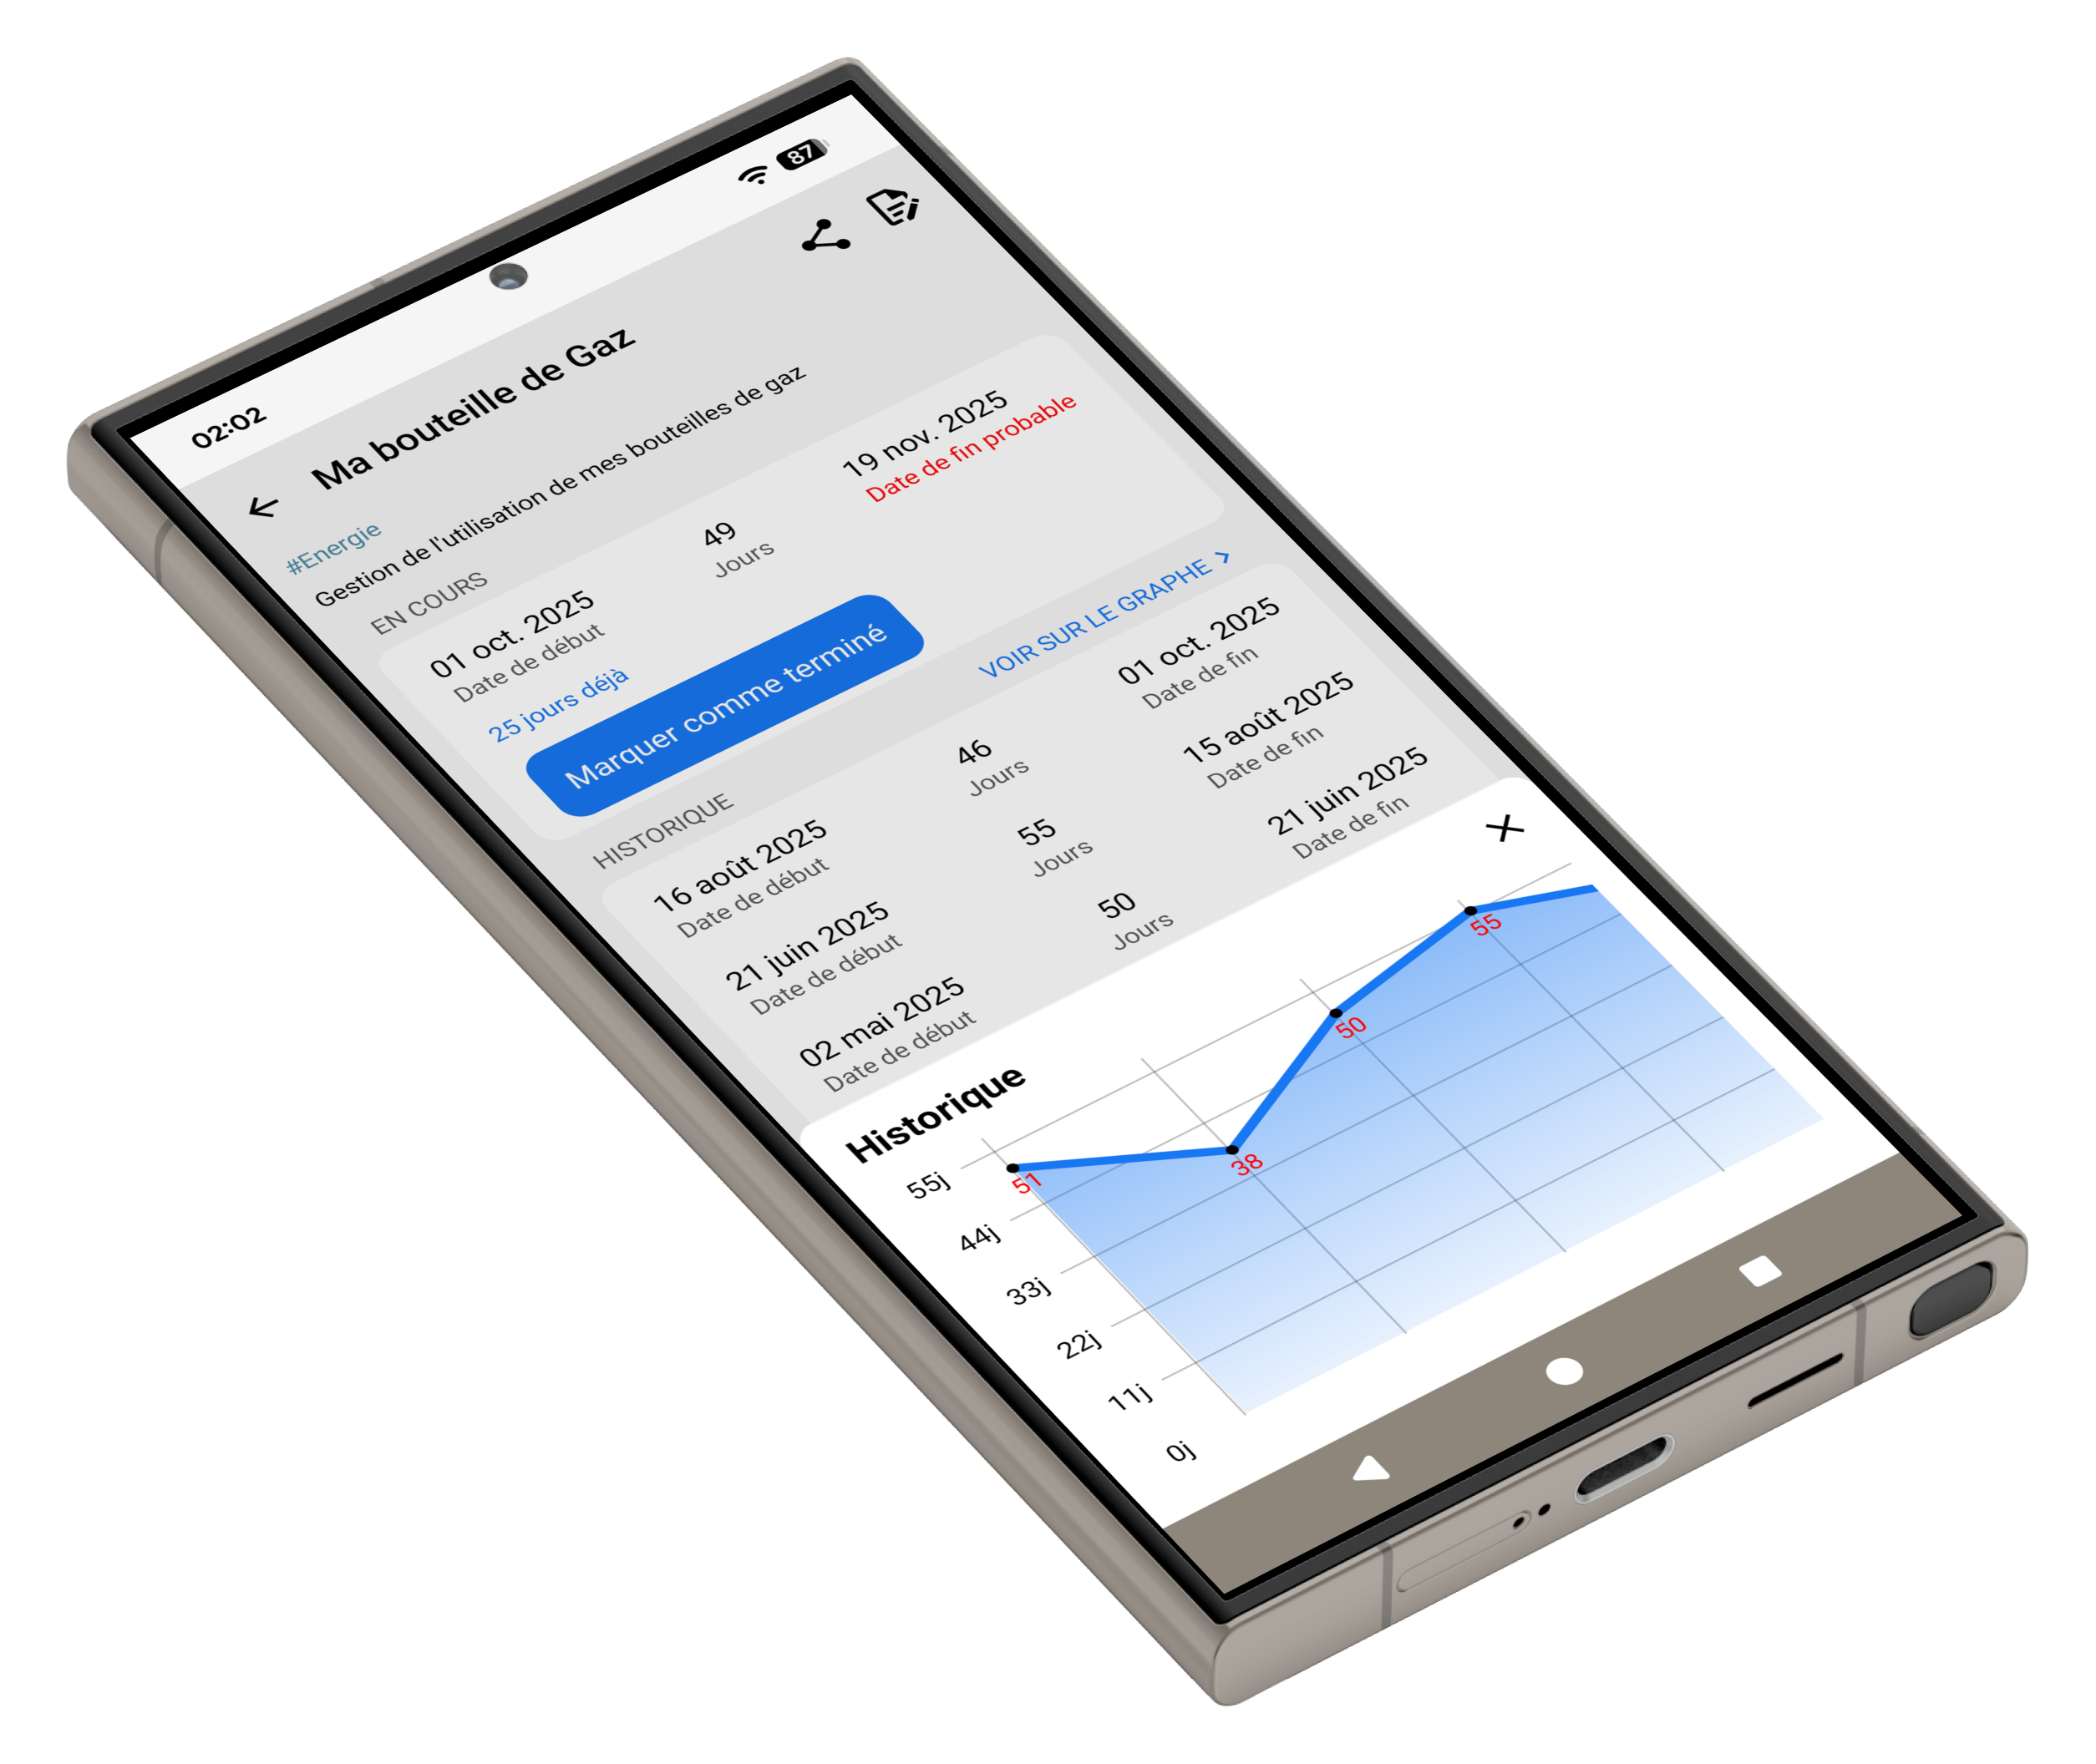 02:02
87
Ma bouteille de Gaz
#Energie
Gestion de l'utilisation de mes bouteilles de gaz
EN COURS
01 oct. 2025 49 19 nov. 2025
Date de début Jours Date de fin probable
25 jours déjà
Marquer comme terminé
HISTORIQUE VOIR SUR LE GRAPHE >
16 août 2025 46 01 oct. 2025
Date de début Jours Date de fin
21 juin 2025 55 15 août 2025
Date de début Jours Date de fin
02 mai 2025 50 21 juin 2025
Date de début Jours Date de fin
Historique
55j
44j
33j
22j
11j
0j
51
38
50
55